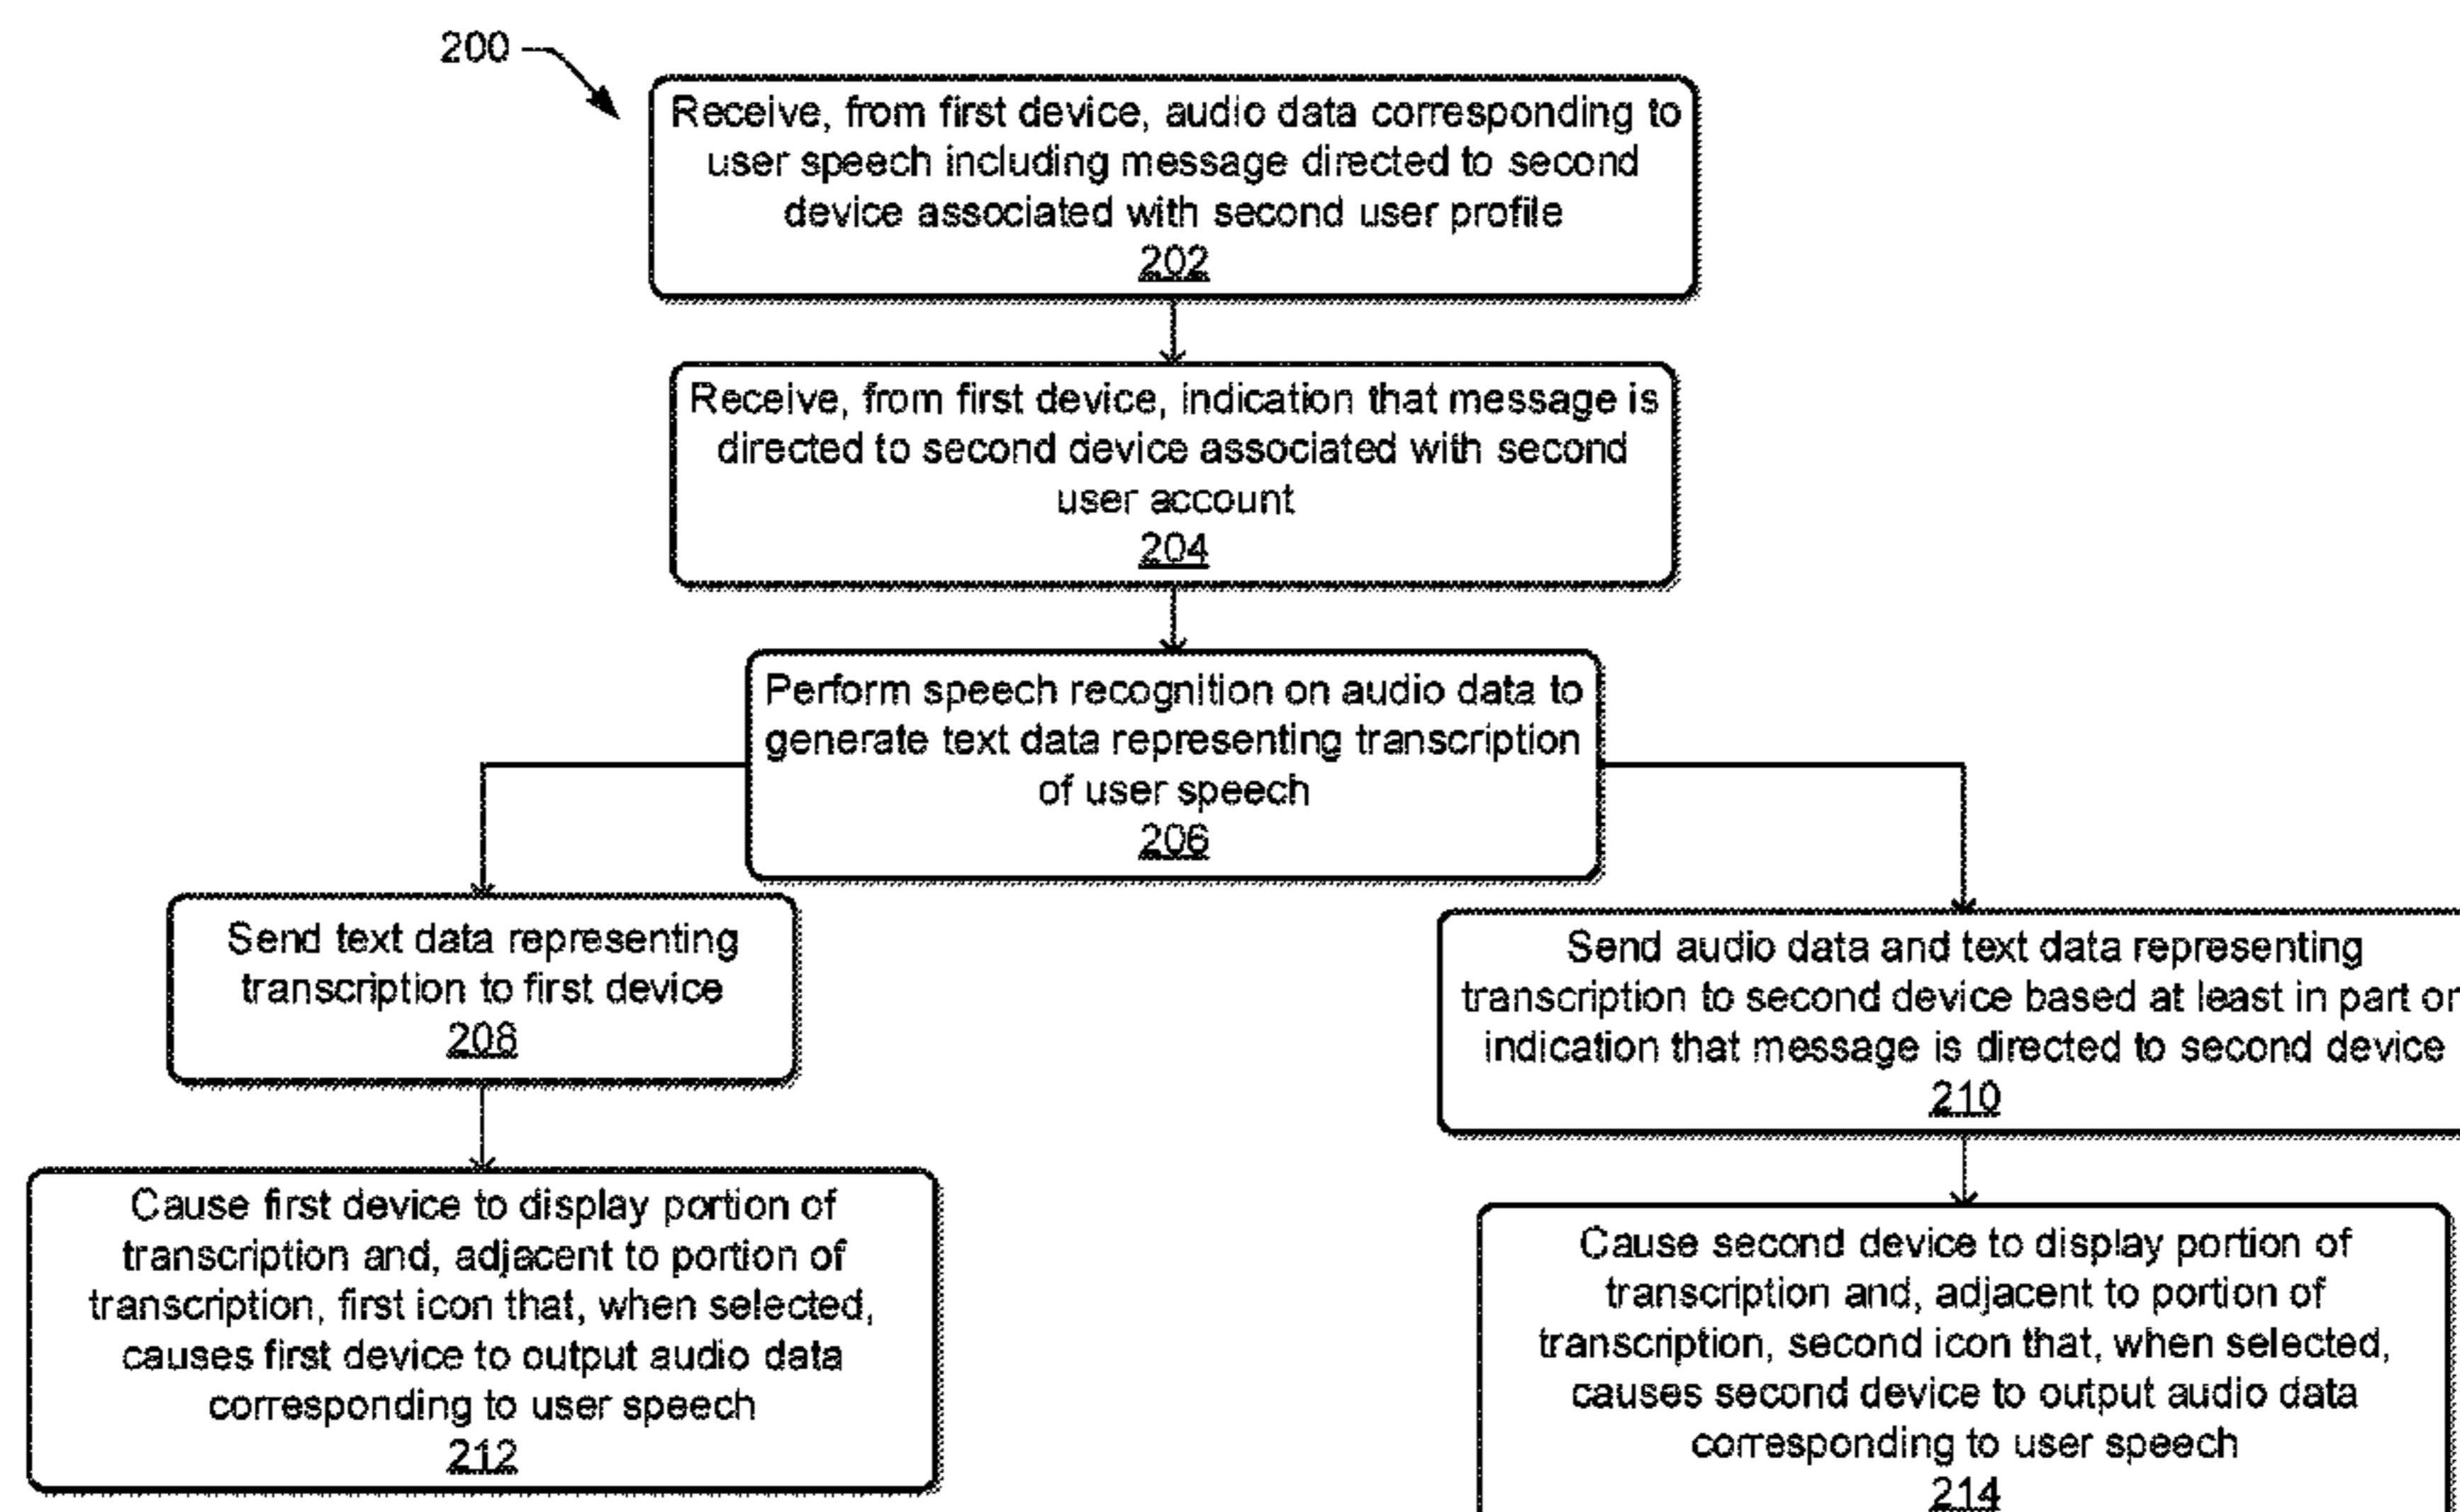 200
Receive, from first device, audio data corresponding to
user speech including message directed to second
device associated with second user profile
202
Receive, from first device, indication that message is
directed to second device associated with second
user account
204
Perform speech recognition on audio data to
generate text data representing transcription
of user speech
206
Send text data representing
transcription to first device
208
Send audio data and text data representing
transcription to second device based at least in part on
indication that message is directed to second device
210
Cause first device to display portion of
transcription and, adjacent to portion of
transcription, first icon that, when selected,
causes first device to output audio data
corresponding to user speech
212
Cause second device to display portion of
transcription and, adjacent to portion of
transcription, second icon that, when selected,
causes second device to output audio data
corresponding to user speech
214